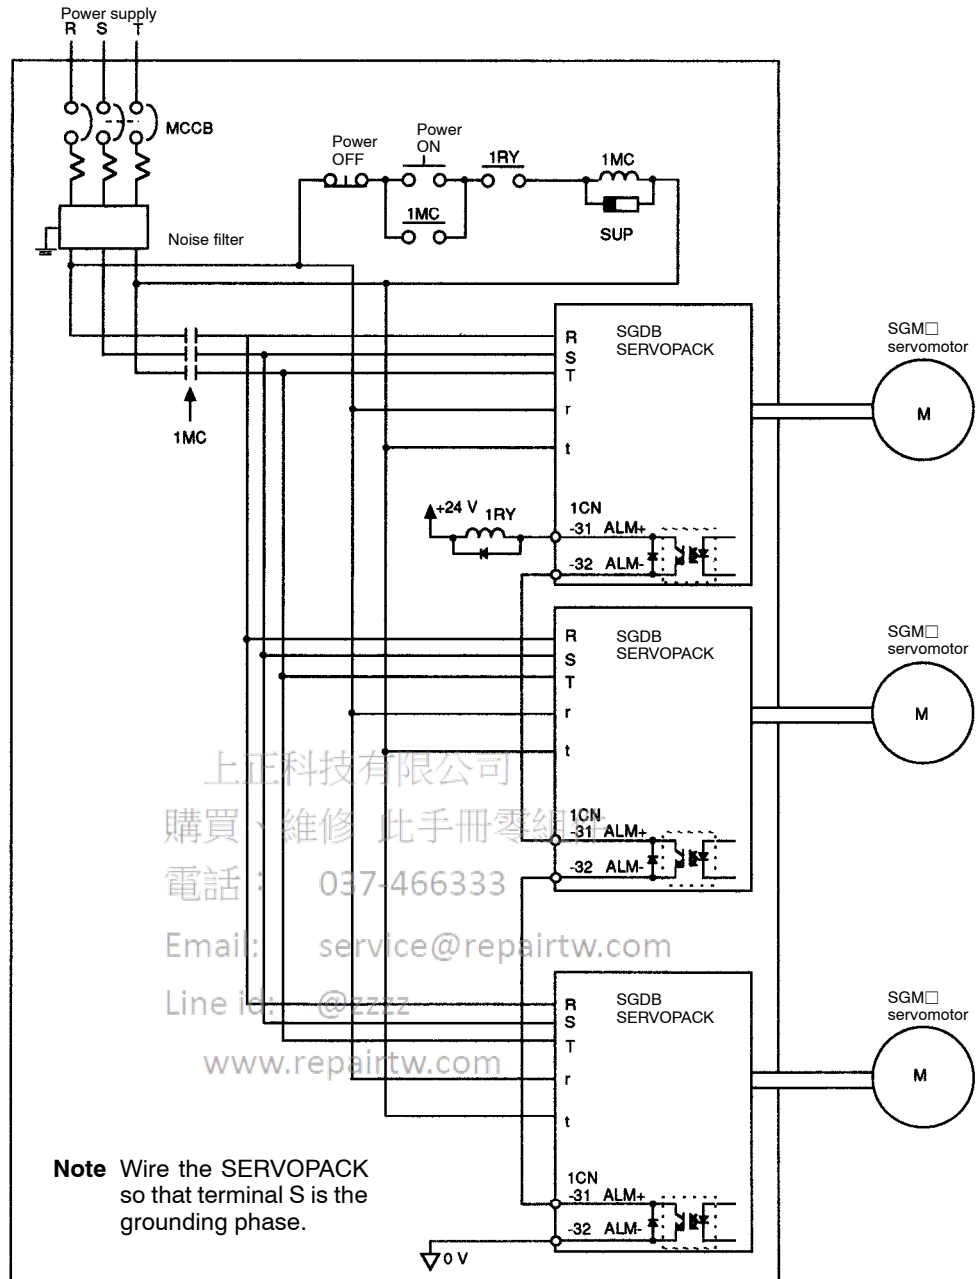 Power supply
R S T
MCCB
Power
OFF
Power
ON
1RY
1MC
1MC
SUP
Noise filter
1MC
SGDB
SERVOPACK
R
S
T
r
t
SGM□
servomotor
M
+24 V
1RY
1CN
-31 ALM+
-32 ALM-
SGDB
SERVOPACK
R
S
T
r
t
SGM□
servomotor
M
1CN
-31 ALM+
-32 ALM-
上正科技有限公司
購買、維修 此手冊零組件
電話： 037-466333
Email: service@repairtw.com
Line id: @zzzz
www.repairtw.com
SGDB
SERVOPACK
R
S
T
r
t
SGM□
servomotor
M
1CN
-31 ALM+
-32 ALM-
0 V
Note Wire the SERVOPACK
so that terminal S is the
grounding phase.